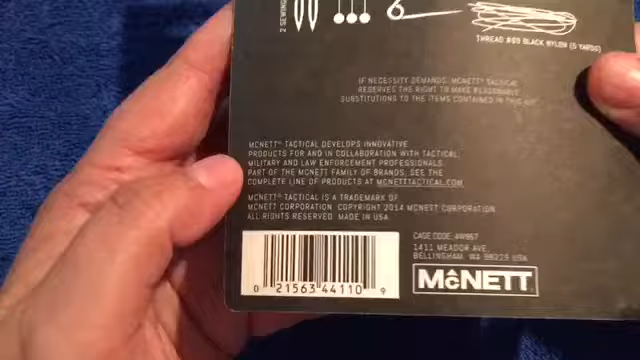 2 SEWING
THREAD #69 BLACK NYLON (5 YARDS)
IF NECESSITY DEMANDS, MCNETT® TACTICAL
RESERVES THE RIGHT TO MAKE REASONABLE
SUBSTITUTIONS TO THE ITEMS CONTAINED IN THIS KIT.
MCNETT® TACTICAL DEVELOPS INNOVATIVE
PRODUCTS FOR AND IN COLLABORATION WITH TACTICAL,
MILITARY AND LAW ENFORCEMENT PROFESSIONALS.
PART OF THE MCNETT FAMILY OF BRANDS. SEE THE
COMPLETE LINE OF PRODUCTS AT MCNETTTACTICAL.COM.
MCNETT® TACTICAL IS A TRADEMARK OF
MCNETT CORPORATION. COPYRIGHT 2014 MCNETT CORPORATION.
ALL RIGHTS RESERVED. MADE IN USA.
CAGE CODE: 4W957
1411 MEADOR AVE.
BELLINGHAM, WA 98229 USA
McNETT
0 21563 44110 9